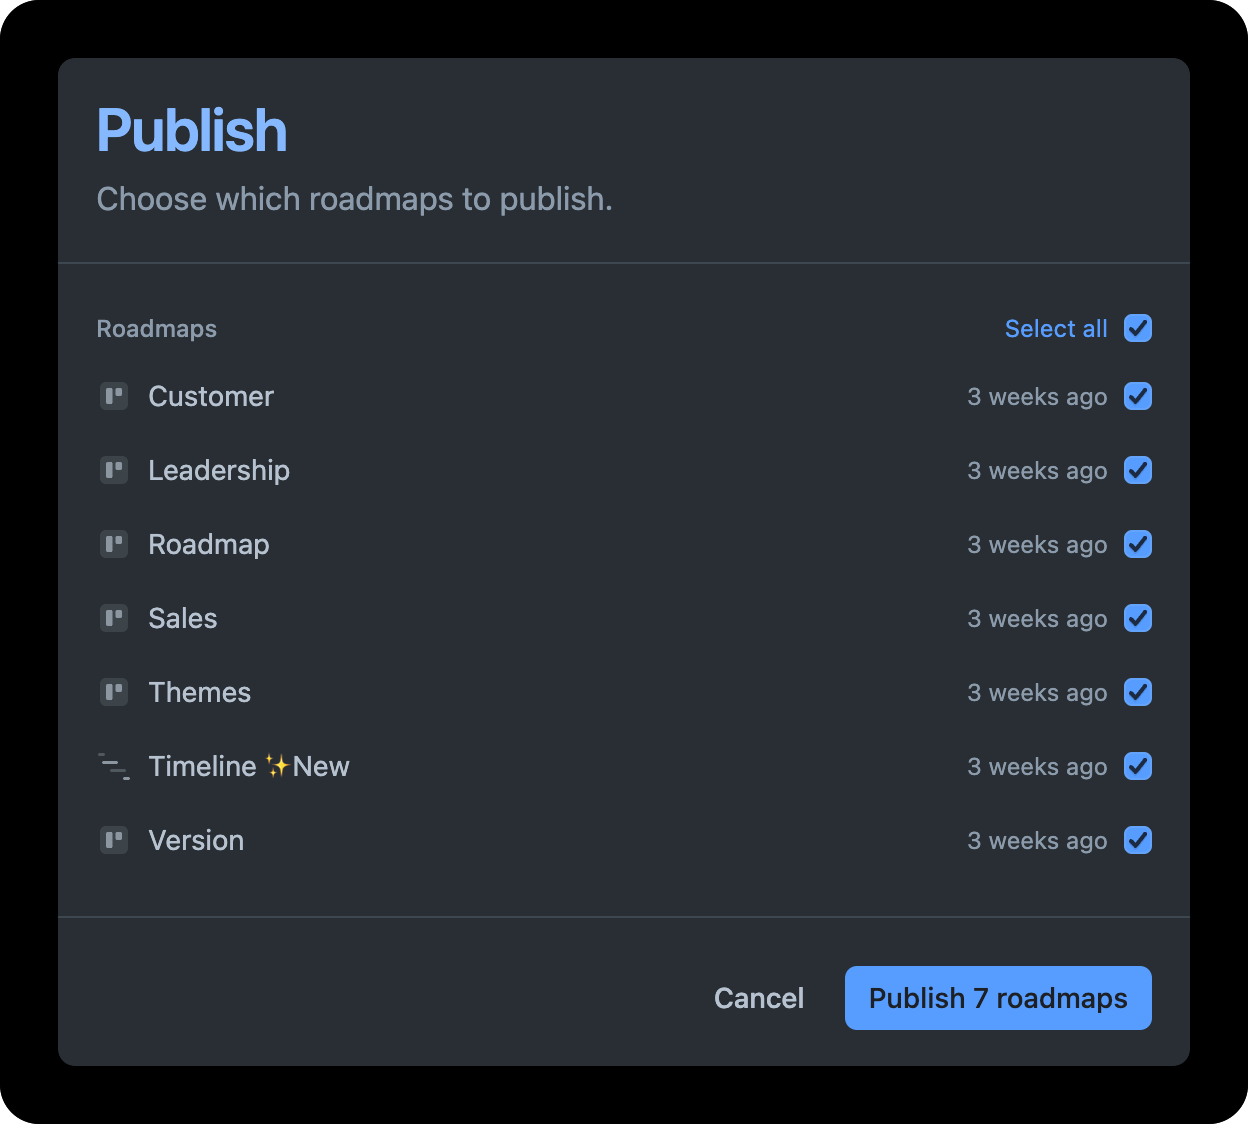 Publish
Choose which roadmaps to publish.
Roadmaps Select all
Customer 3 weeks ago
Leadership 3 weeks ago
Roadmap 3 weeks ago
Sales 3 weeks ago
Themes 3 weeks ago
Timeline ✨New 3 weeks ago
Version 3 weeks ago
Cancel Publish 7 roadmaps